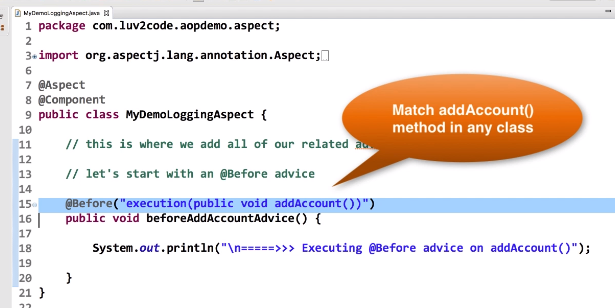 MyDemoLoggingAspect.java
1 package com.luv2code.aopdemo.aspect;
2
3 import org.aspectj.lang.annotation.Aspect;
6
7 @Aspect
8 @Component
9 public class MyDemoLoggingAspect {
10
11 // this is where we add all of our related
12
13 // let's start with an @Before advice
14
15 @Before("execution(public void addAccount())")
16 public void beforeAddAccountAdvice() {
17
18 System.out.println("\n=====>>> Executing @Before advice on addAccount()");
19
20 }
21 }
22
Match addAccount()
method in any class